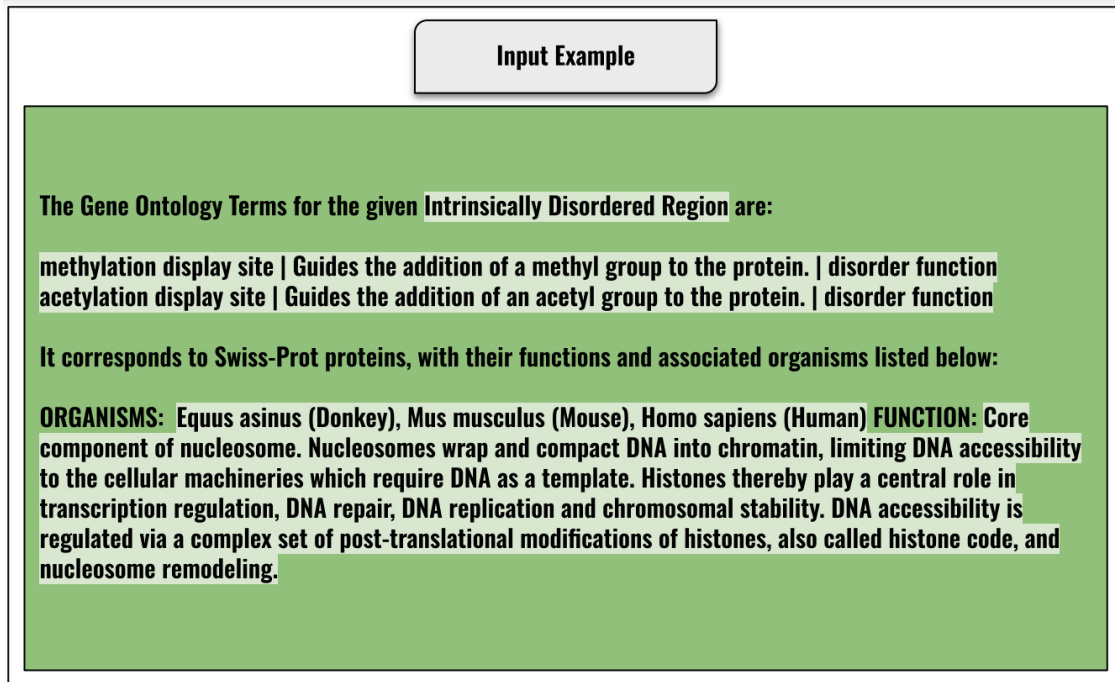 Input Example
The Gene Ontology Terms for the given Intrinsically Disordered Region are:
methylation display site | Guides the addition of a methyl group to the protein. | disorder function
acetylation display site | Guides the addition of an acetyl group to the protein. | disorder function
It corresponds to Swiss-Prot proteins, with their functions and associated organisms listed below:
ORGANISMS: Equus asinus (Donkey), Mus musculus (Mouse), Homo sapiens (Human) FUNCTION: Core
component of nucleosome. Nucleosomes wrap and compact DNA into chromatin, limiting DNA accessibility
to the cellular machineries which require DNA as a template. Histones thereby play a central role in
transcription regulation, DNA repair, DNA replication and chromosomal stability. DNA accessibility is
regulated via a complex set of post-translational modifications of histones, also called histone code, and
nucleosome remodeling.